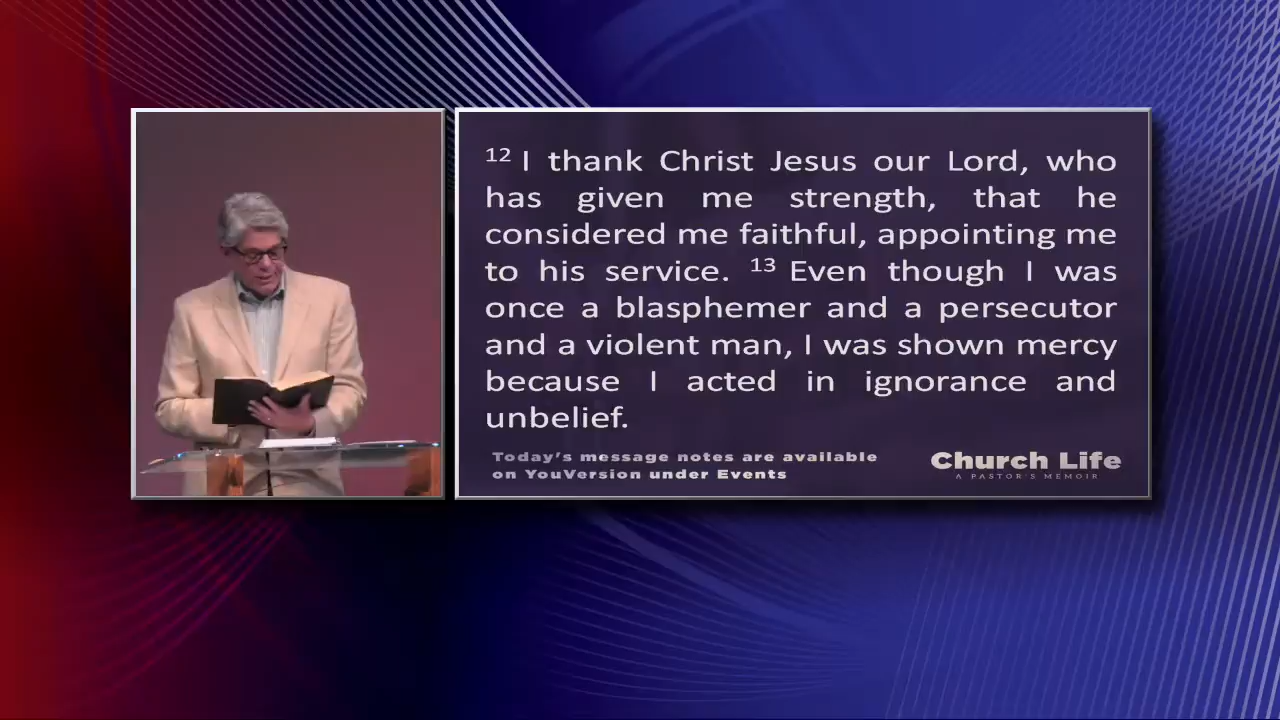 12 I thank Christ Jesus our Lord, who
has given me strength, that he
considered me faithful, appointing me
to his service. 13 Even though I was
once a blasphemer and a persecutor
and a violent man, I was shown mercy
because I acted in ignorance and
unbelief.
Today's message notes are available
on YouVersion under Events
Church Life
A PASTOR'S MEMOIR